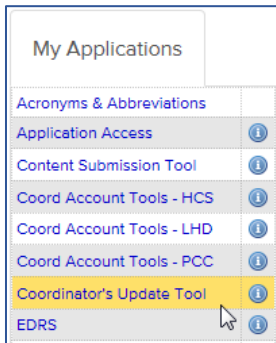 My Applications
Acronyms & Abbreviations
Application Access
Content Submission Tool
Coord Account Tools - HCS
Coord Account Tools - LHD
Coord Account Tools - PCC
Coordinator's Update Tool
EDRS